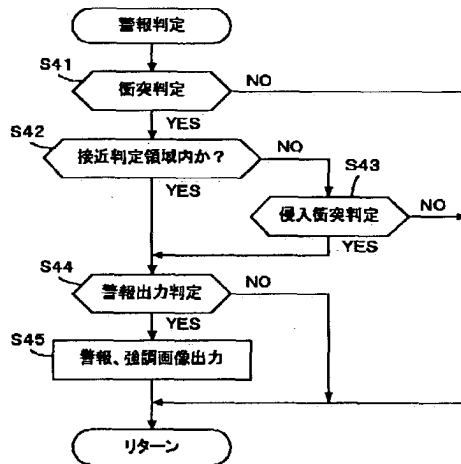 警報判定
S41
衝突判定
NO
YES
S42
接近判定領域内か？
NO
YES
S43
侵入衝突判定
NO
YES
S44
警報出力判定
NO
YES
S45
警報、強調画像出力
リターン